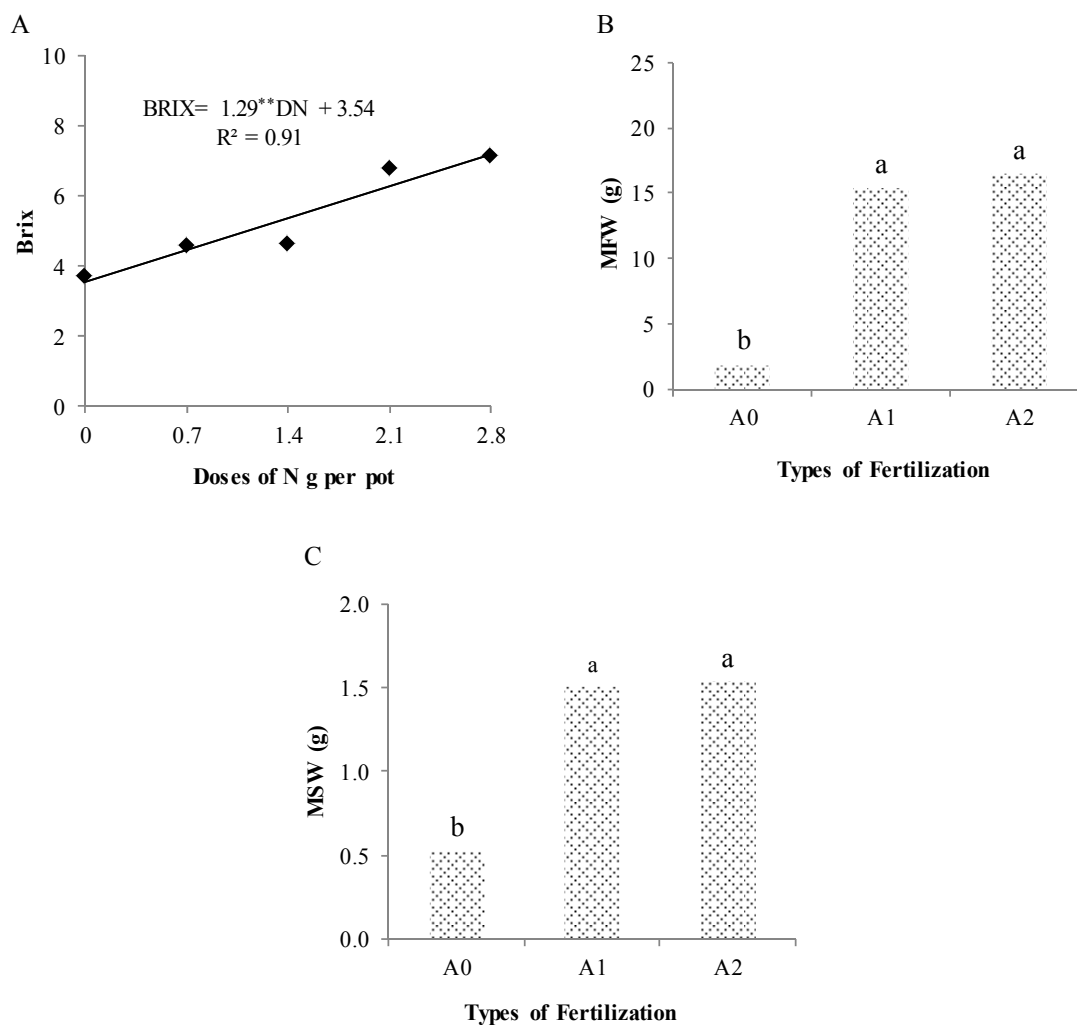 A
10
8
6
4
2
0
BRIX= 1.29**DN + 3.54
R² = 0.91
Brix
0 0.7 1.4 2.1 2.8
Doses of N g per pot
B
25
20
15
10
5
0
MFW (g)
b a a
A0 A1 A2
Types of Fertilization
C
2.0
1.5
1.0
0.5
0.0
MSW (g)
b a a
A0 A1 A2
Types of Fertilization